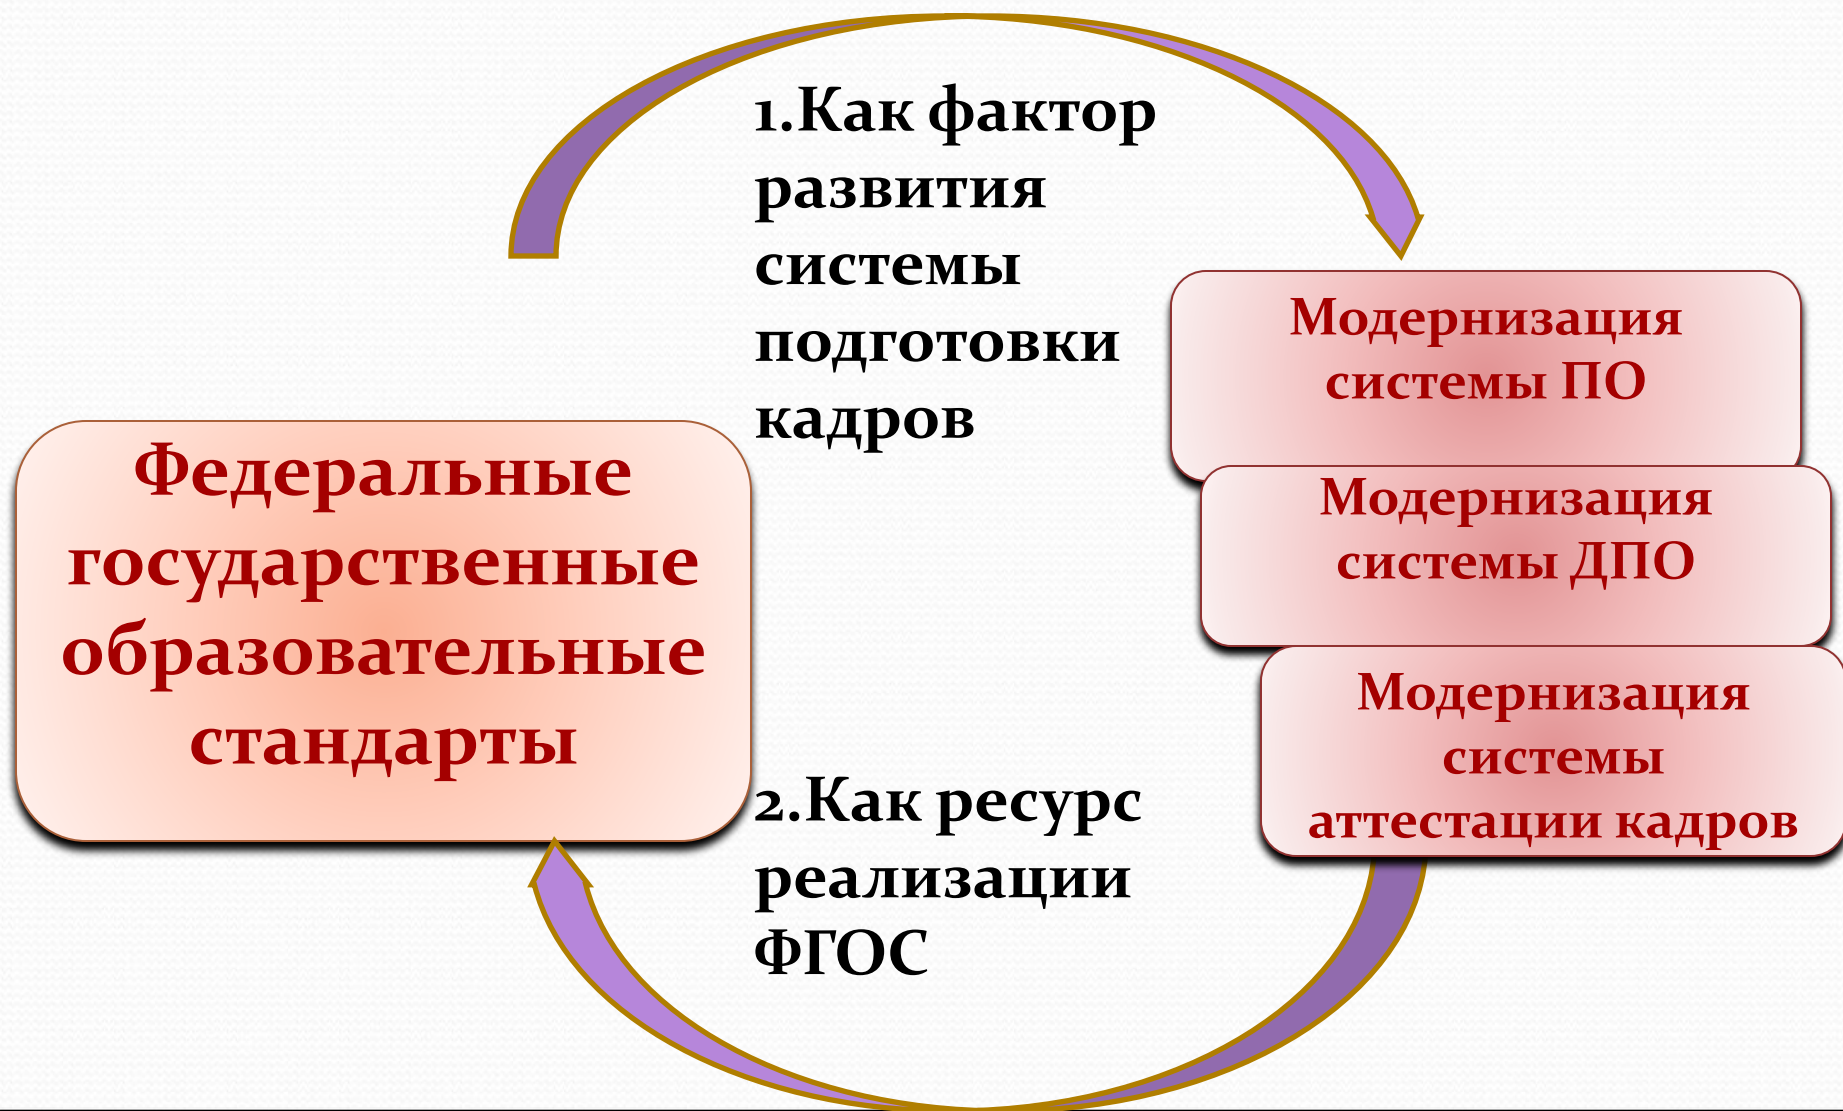 1.Как фактор
развития
системы
подготовки
кадров
Федеральные
государственные
образовательные
стандарты
Модернизация
системы ПО
Модернизация
системы ДПО
Модернизация
системы
аттестации кадров
2.Как ресурс
реализации
ФГОС